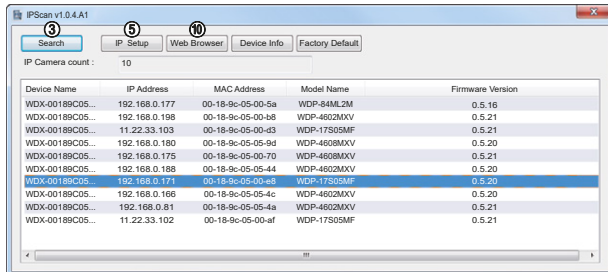 IPScan v1.0.4.A1
③ ⑤ ⑩
Search IP Setup Web Browser Device Info Factory Default
IP Camera count : 10
Device Name IP Address MAC Address Model Name Firmware Version
WDX-00189C05... 192.168.0.177 00-18-9c-05-00-5a WDP-84ML2M 0.5.16
WDX-00189C05... 192.168.0.198 00-18-9c-05-00-b8 WDP-4602MXV 0.5.21
WDX-00189C05... 11.22.33.103 00-18-9c-05-00-d3 WDP-17S05MF 0.5.21
WDX-00189C05... 192.168.0.180 00-18-9c-05-05-9d WDP-4608MXV 0.5.20
WDX-00189C05... 192.168.0.175 00-18-9c-05-00-70 WDP-4608MXV 0.5.21
WDX-00189C05... 192.168.0.188 00-18-9c-05-05-44 WDP-4602MXV 0.5.20
WDX-00189C05... 192.168.0.171 00-18-9c-05-00-e8 WDP-17S05MF 0.5.20
WDX-00189C05... 192.168.0.166 00-18-9c-05-05-4c WDP-4602MXV 0.5.20
WDX-00189C05... 192.168.0.81 00-18-9c-05-05-4a WDP-4602MXV 0.5.21
WDX-00189C05... 11.22.33.102 00-18-9c-05-00-af WDP-17S05MF 0.5.21